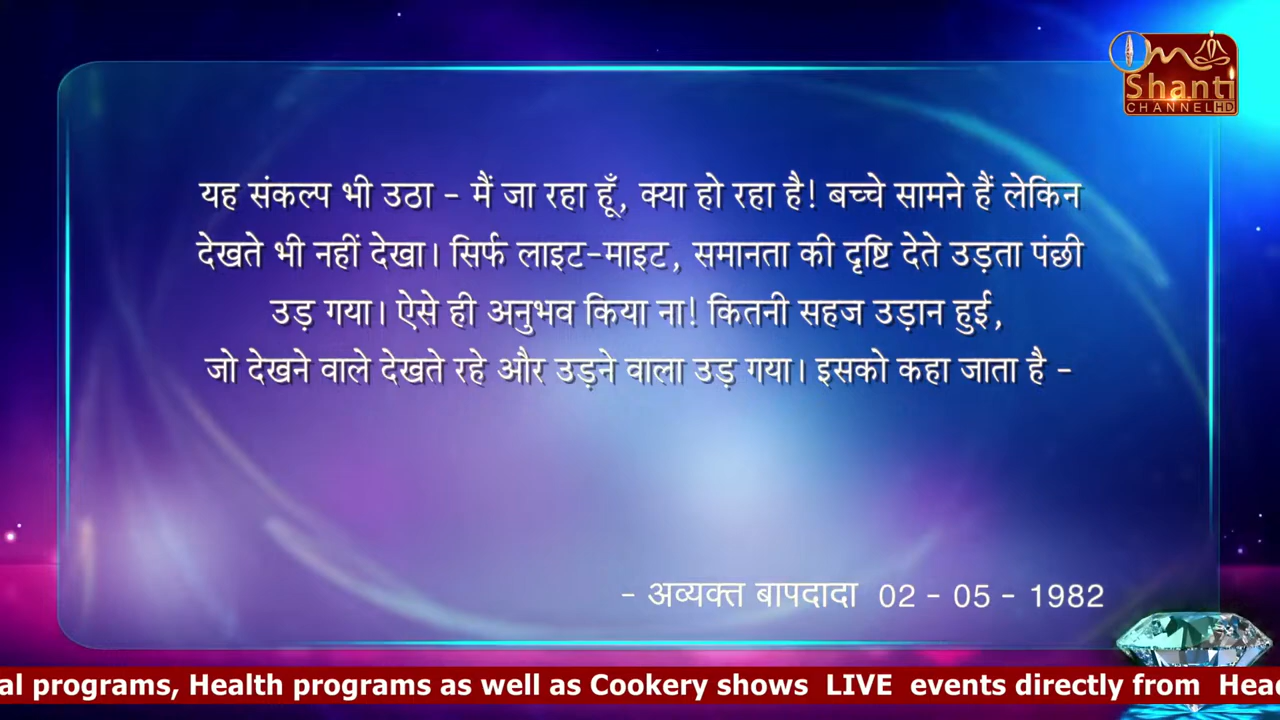 Om
Shanti
CHANNEL HD
यह संकल्प भी उठा - मैं जा रहा हूँ, क्या हो रहा है! बच्चे सामने हैं लेकिन
देखते भी नहीं देखा। सिर्फ लाइट-माइट, समानता की दृष्टि देते उड़ता पंछी
उड़ गया। ऐसे ही अनुभव किया ना! कितनी सहज उड़ान हुई,
जो देखने वाले देखते रहे और उड़ने वाला उड़ गया। इसको कहा जाता है -
- अव्यक्त बापदादा 02 - 05 - 1982
al programs, Health programs as well as Cookery shows LIVE events directly from Head